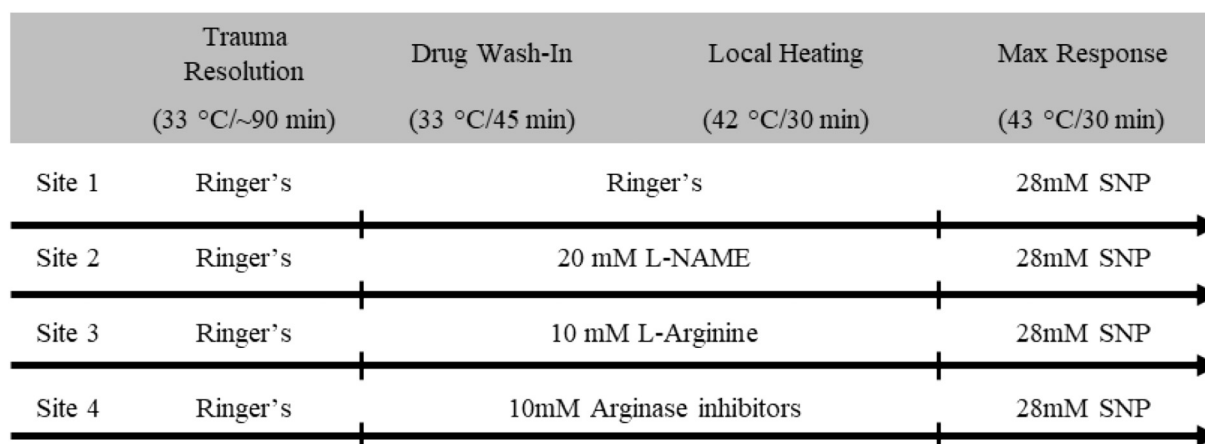 Trauma Resolution Drug Wash-In Local Heating Max Response
(33 °C/~90 min) (33 °C/45 min) (42 °C/30 min) (43 °C/30 min)
Site 1 Ringer's Ringer's 28mM SNP
Site 2 Ringer's 20 mM L-NAME 28mM SNP
Site 3 Ringer's 10 mM L-Arginine 28mM SNP
Site 4 Ringer's 10mM Arginase inhibitors 28mM SNP